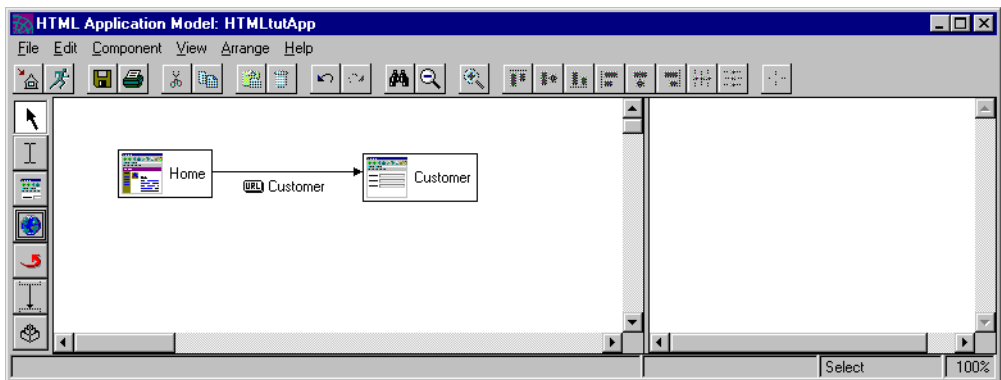 HTML Application Model: HTMLtutApp
File Edit Component View Arrange Help
Home
URL Customer
Customer
Select 100%